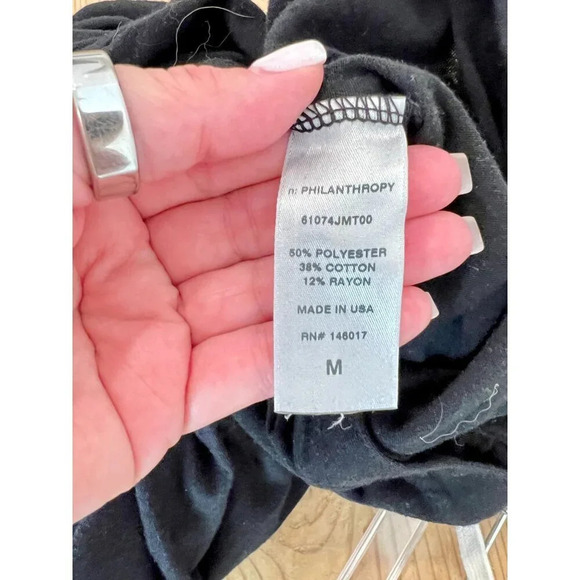 n: PHILANTHROPY
61074JMT00
50% POLYESTER
38% COTTON
12% RAYON
MADE IN USA
RN# 146017
M